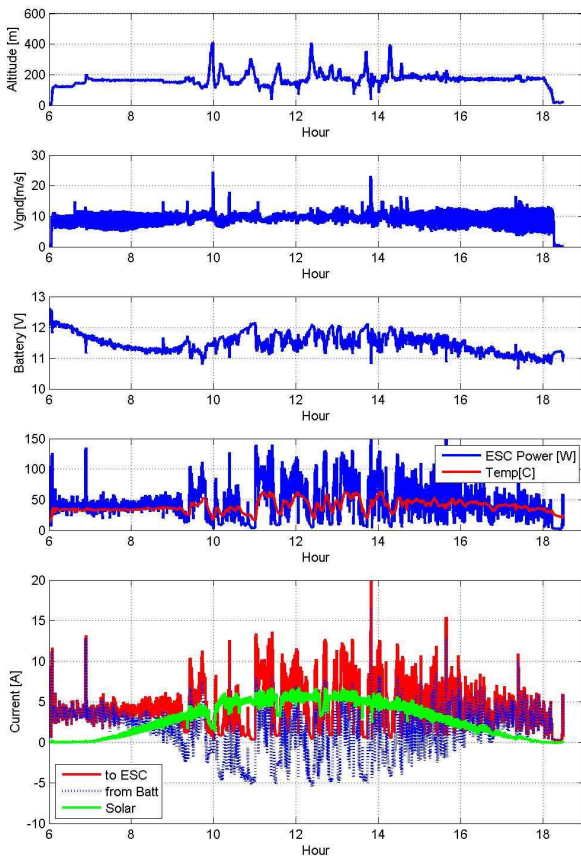 600
400
200
0
Altitude [m]
6 8 10 12 14 16 18
Hour
30
20
10
0
Vgnd[m/s]
6 8 10 12 14 16 18
Hour
13
12
11
10
Battery [V]
6 8 10 12 14 16 18
Hour
150
100
50
0
ESC Power [W]
Temp[C]
6 8 10 12 14 16 18
Hour
20
15
10
5
0
-5
-10
Current [A]
to ESC
from Batt
Solar
6 8 10 12 14 16 18
Hour